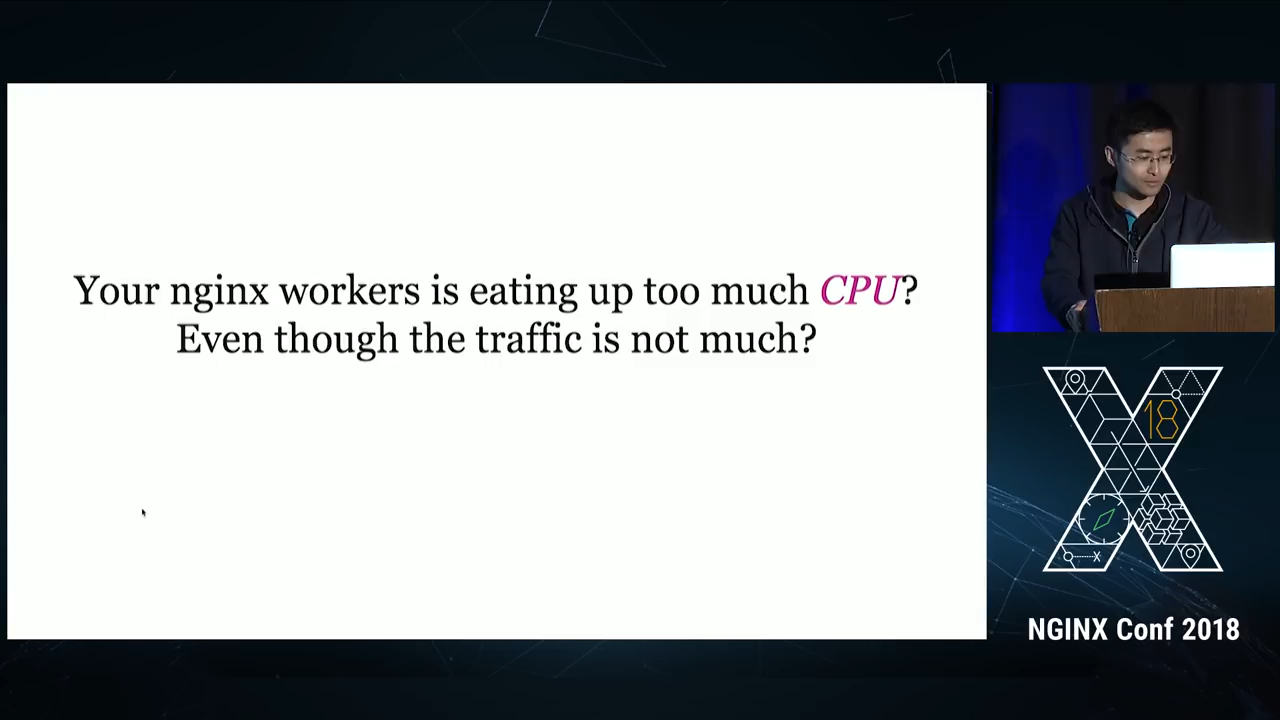 Your nginx workers is eating up too much CPU?
Even though the traffic is not much?
18
NGINX Conf 2018